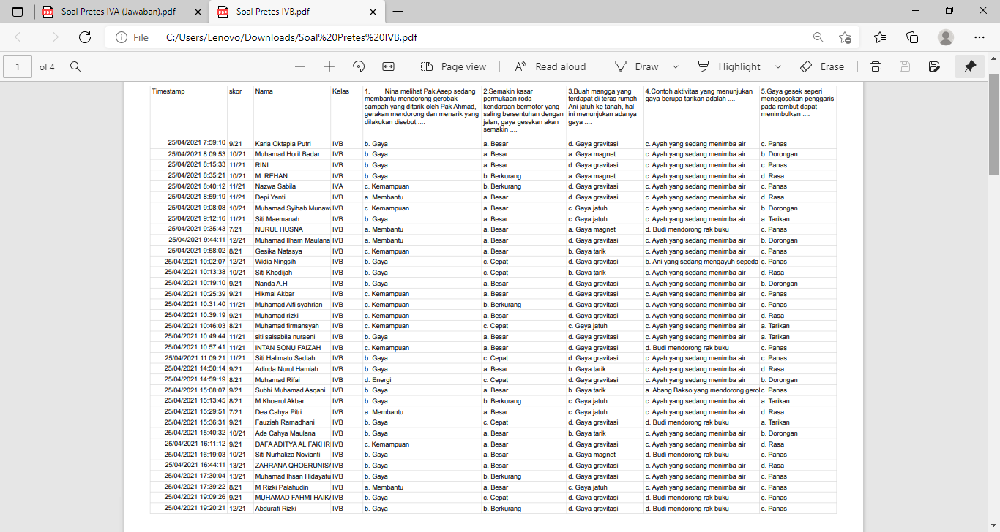 Soal Pretes IVA (Jawaban).pdf
Soal Pretes IVB.pdf
File
C:/Users/Lenovo/Downloads/Soal%20Pretes%20IVB.pdf
1 of 4
Page view
Read aloud
Draw
Highlight
Erase
Timestamp skor Nama Kelas 1. Nina melihat Pak Asep sedang membantu mendorong gerobak sampah yang ditarik oleh Pak Ahmad, gerakan mendorong dan menarik yang dilakukan disebut .... 2.Semakin kasar permukaan roda kendaraan bermotor yang saling bersentuhan dengan jalan, gaya gesekan akan semakin .... 3.Buah mangga yang terdapat di teras rumah Ani jatuh ke tanah, hal ini menunjukan adanya gaya .... 4.Contoh aktivitas yang menunjukan gaya berupa tarikan adalah .... 5.Gaya gesek seperi menggosokan penggaris pada rambut dapat menimbulkan ....
25/04/2021 7:59:10 9/21 Karla Oktapia Putri IVB b. Gaya a. Besar d. Gaya gravitasi c. Ayah yang sedang menimba air c. Panas
25/04/2021 8:09:53 10/21 Muhamad Horil Badar IVB b. Gaya a. Besar a. Gaya magnet c. Ayah yang sedang menimba air b. Dorongan
25/04/2021 8:15:33 11/21 RINI IVB b. Gaya a. Besar d. Gaya gravitasi c. Ayah yang sedang menimba air c. Panas
25/04/2021 8:35:21 10/21 M. REHAN IVB b. Gaya b. Berkurang a. Gaya magnet c. Ayah yang sedang menimba air d. Rasa
25/04/2021 8:40:12 11/21 Nazwa Sabila IVA c. Kemampuan b. Berkurang d. Gaya gravitasi c. Ayah yang sedang menimba air c. Panas
25/04/2021 8:59:19 11/21 Depi Yanti IVB a. Membantu a. Besar d. Gaya gravitasi c. Ayah yang sedang menimba air d. Rasa
25/04/2021 9:08:08 10/21 Muhamad Syihab Munaw IVB c. Kemampuan a. Besar c. Gaya jatuh c. Ayah yang sedang menimba air b. Dorongan
25/04/2021 9:12:16 11/21 Siti Maemanah IVB b. Gaya a. Besar c. Gaya jatuh c. Ayah yang sedang menimba air a. Tarikan
25/04/2021 9:35:43 7/21 NURUL HUSNA IVB a. Membantu a. Besar a. Gaya magnet d. Budi mendorong rak buku c. Panas
25/04/2021 9:44:11 12/21 Muhamad Ilham Maulana IVB a. Membantu a. Besar d. Gaya gravitasi c. Ayah yang sedang menimba air b. Dorongan
25/04/2021 9:58:02 8/21 Gesika Natasya IVB c. Kemampuan a. Besar b. Gaya tarik c. Ayah yang sedang menimba air c. Panas
25/04/2021 10:02:07 12/21 Widia Ningsih IVB b. Gaya c. Cepat d. Gaya gravitasi b. Ani yang sedang mengayuh sepeda c. Panas
25/04/2021 10:13:38 10/21 Siti Khodijah IVB b. Gaya c. Cepat b. Gaya tarik c. Ayah yang sedang menimba air d. Rasa
25/04/2021 10:19:10 9/21 Nanda A.H IVB b. Gaya a. Besar d. Gaya gravitasi c. Ayah yang sedang menimba air b. Dorongan
25/04/2021 10:25:39 9/21 Hikmal Akbar IVB c. Kemampuan a. Besar d. Gaya gravitasi c. Ayah yang sedang menimba air c. Panas
25/04/2021 10:31:40 11/21 Muhamad Alfi syahrian IVB c. Kemampuan b. Berkurang d. Gaya gravitasi c. Ayah yang sedang menimba air c. Panas
25/04/2021 10:39:19 9/21 Muhamad rizki IVB c. Kemampuan a. Besar d. Gaya gravitasi c. Ayah yang sedang menimba air d. Rasa
25/04/2021 10:46:03 8/21 Muhamad firmansyah IVB c. Kemampuan c. Cepat c. Gaya jatuh c. Ayah yang sedang menimba air a. Tarikan
25/04/2021 10:49:44 11/21 siti salsabila nuraeni IVB b. Gaya a. Besar d. Gaya gravitasi c. Ayah yang sedang menimba air a. Tarikan
25/04/2021 10:57:41 11/21 INTAN SONU FAIZAH IVB c. Kemampuan a. Besar d. Gaya gravitasi d. Budi mendorong rak buku c. Panas
25/04/2021 11:09:21 11/21 Siti Halimatu Sadiah IVB b. Gaya c. Cepat d. Gaya gravitasi c. Ayah yang sedang menimba air c. Panas
25/04/2021 14:50:14 9/21 Adinda Nurul Hamiah IVB b. Gaya a. Besar b. Gaya tarik c. Ayah yang sedang menimba air d. Rasa
25/04/2021 14:59:19 8/21 Muhamad Rifai IVB d. Energi c. Cepat d. Gaya gravitasi c. Ayah yang sedang menimba air b. Dorongan
25/04/2021 15:08:07 9/21 Subhi Muhamad Asqani IVB b. Gaya a. Besar b. Gaya tarik a. Abang Bakso yang mendorong gerol c. Panas
25/04/2021 15:13:45 8/21 M Khoerul Akbar IVB b. Gaya b. Berkurang c. Gaya jatuh c. Ayah yang sedang menimba air a. Tarikan
25/04/2021 15:29:51 7/21 Dea Cahya Pitri IVB a. Membantu a. Besar c. Gaya jatuh c. Ayah yang sedang menimba air d. Rasa
25/04/2021 15:36:31 9/21 Fauziah Ramadhani IVB b. Gaya c. Cepat d. Gaya gravitasi d. Budi mendorong rak buku a. Tarikan
25/04/2021 15:40:32 10/21 Ade Cahya Maulana IVB b. Gaya a. Besar b. Gaya tarik c. Ayah yang sedang menimba air b. Dorongan
25/04/2021 16:11:12 9/21 DAFA ADITYA AL FAKHR IVB c. Kemampuan a. Besar d. Gaya gravitasi c. Ayah yang sedang menimba air d. Rasa
25/04/2021 16:19:03 10/21 Siti Nurhaliza Novianti IVB b. Gaya a. Besar a. Gaya magnet d. Budi mendorong rak buku c. Panas
25/04/2021 16:44:11 13/21 ZAHRANA QHOERUNISA IVB b. Gaya a. Besar d. Gaya gravitasi c. Ayah yang sedang menimba air d. Rasa
25/04/2021 17:30:04 13/21 Muhamad Ihsan Hidayatu IVB b. Gaya b. Berkurang d. Gaya gravitasi c. Ayah yang sedang menimba air c. Panas
25/04/2021 17:39:22 8/21 M Rizki Palahudin IVB a. Membantu a. Besar c. Gaya jatuh c. Ayah yang sedang menimba air c. Panas
25/04/2021 19:09:26 9/21 MUHAMAD FAHMI HAIKA IVB b. Gaya c. Cepat d. Gaya gravitasi d. Budi mendorong rak buku c. Panas
25/04/2021 19:20:21 12/21 Abdurafi Rizki IVB b. Gaya b. Berkurang d. Gaya gravitasi d. Budi mendorong rak buku c. Panas